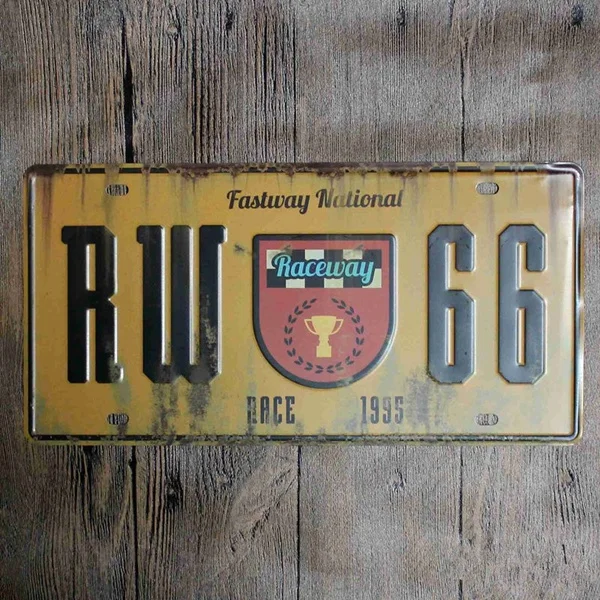 Fastway National
RW 66
Raceway
RACE 1995